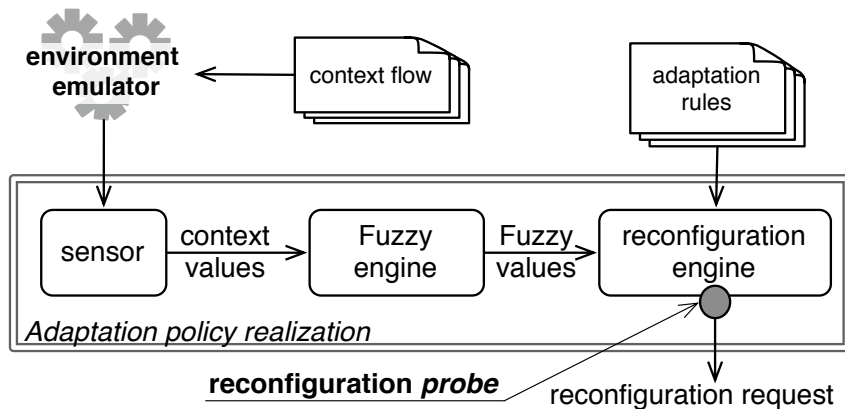 environment
emulator
context flow
adaptation
rules
sensor
context
values
Fuzzy
engine
Fuzzy
values
reconfiguration
engine
Adaptation policy realization
reconfiguration probe
reconfiguration request